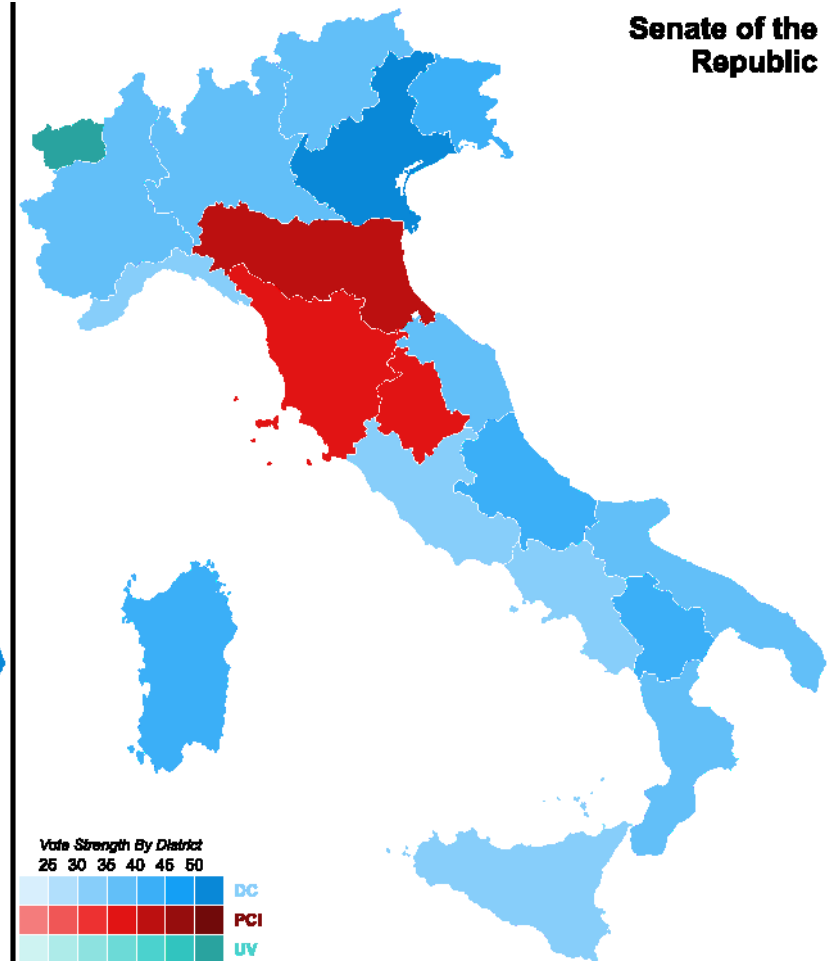 Senate of the
Republic
Vote Strength By District
25 30 35 40 45 50
DC
PCI
UV